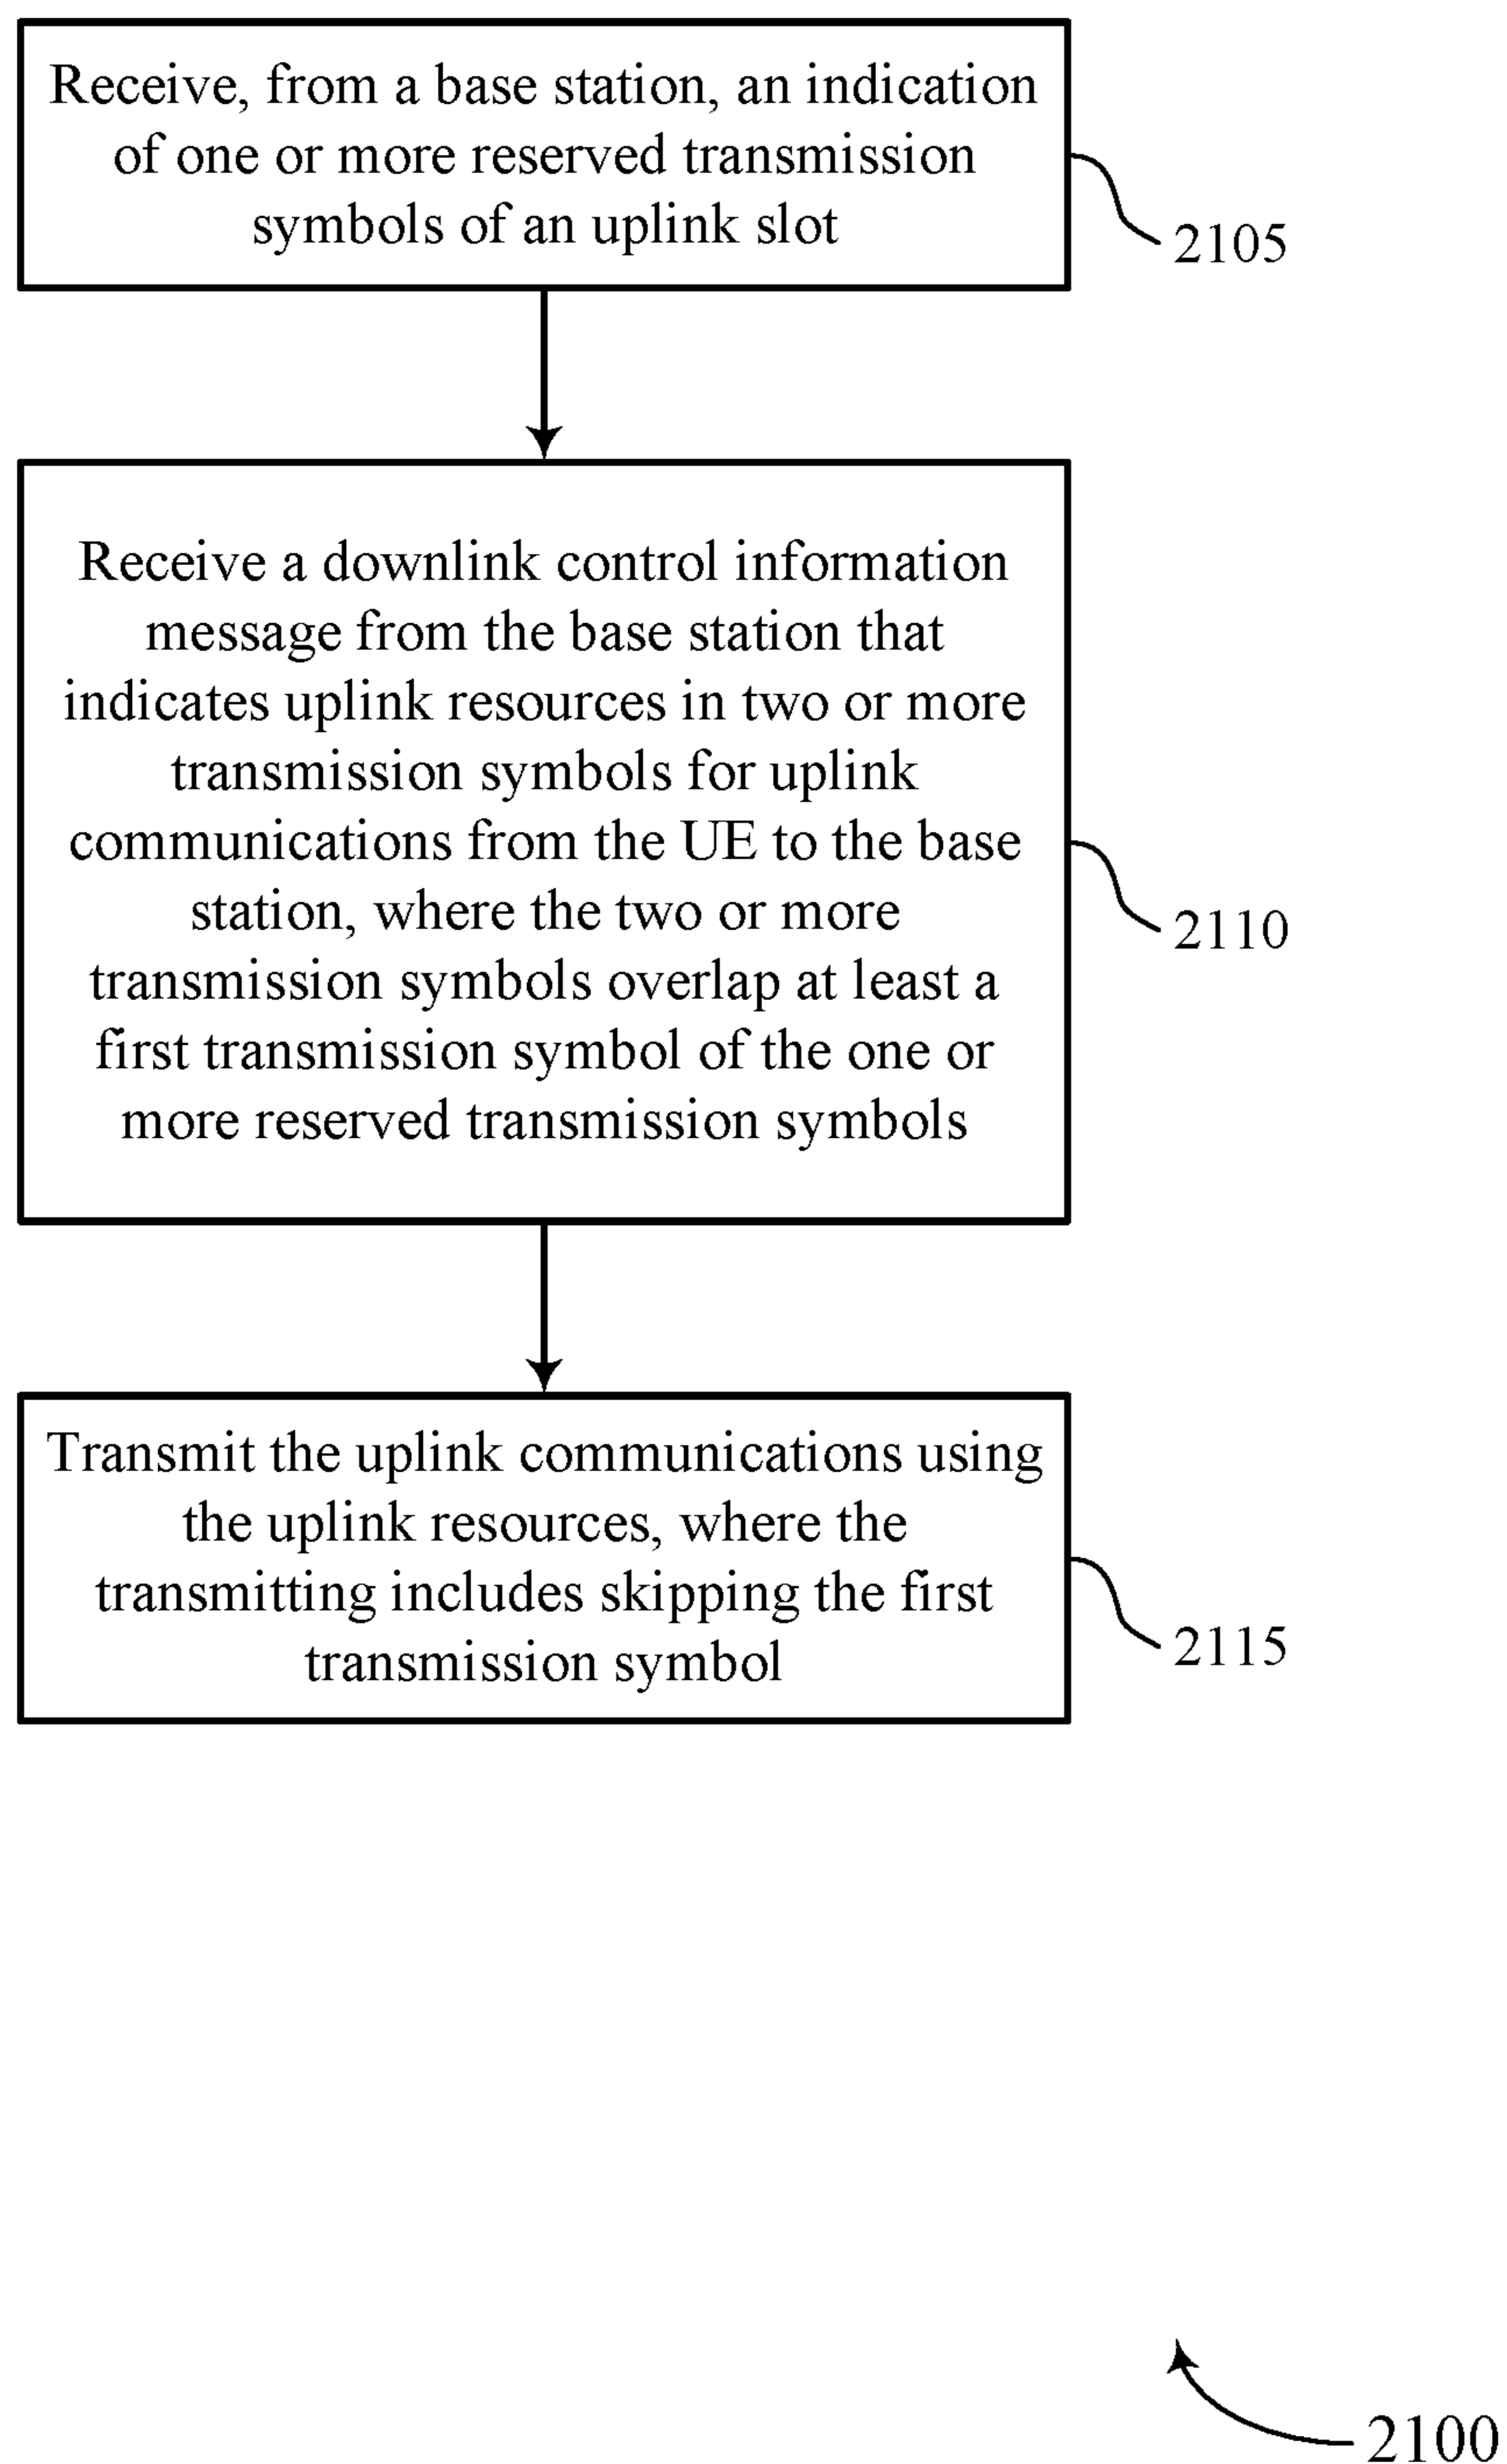 Receive, from a base station, an indication
of one or more reserved transmission
symbols of an uplink slot
2105
Receive a downlink control information
message from the base station that
indicates uplink resources in two or more
transmission symbols for uplink
communications from the UE to the base
station, where the two or more
transmission symbols overlap at least a
first transmission symbol of the one or
more reserved transmission symbols
2110
Transmit the uplink communications using
the uplink resources, where the
transmitting includes skipping the first
transmission symbol
2115
2100